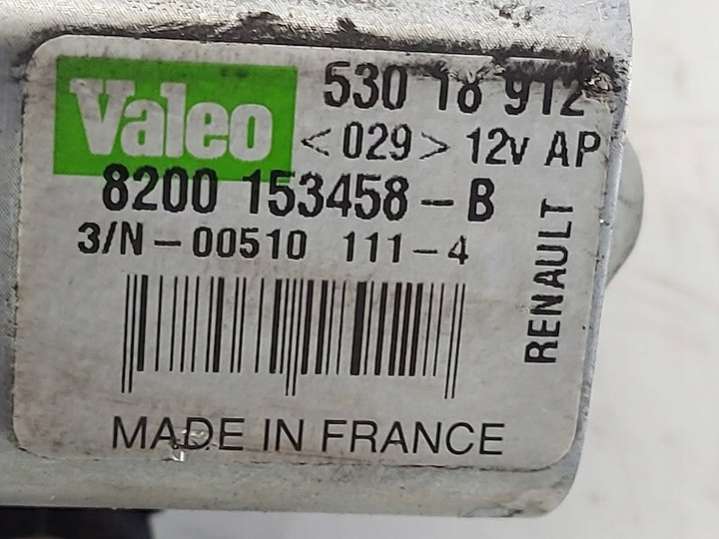 Valeo
530 18 912
<029> 12v AP
8200 153458-B
3/N-00510 111-4
RENAULT
MADE IN FRANCE